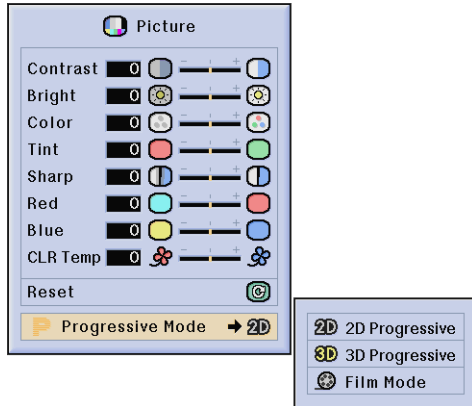 Picture
Contrast 0 - +
Bright 0 - +
Color 0 - +
Tint 0 - +
Sharp 0 - +
Red 0 - +
Blue 0 - +
CLR Temp 0 - +
Reset C
P Progressive Mode ➔ 2D
2D 2D Progressive
3D 3D Progressive
Film Mode